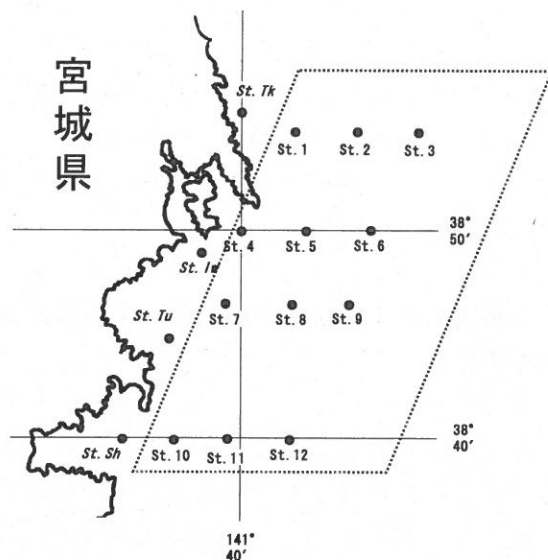 宮城県
St. Tk
St. 1
St. 2
St. 3
38°
50′
St. 4
St. 5
St. 6
St. Iw
St. 7
St. 8
St. 9
St. Tu
38°
40′
St. Sh
St. 10
St. 11
St. 12
141°
40′